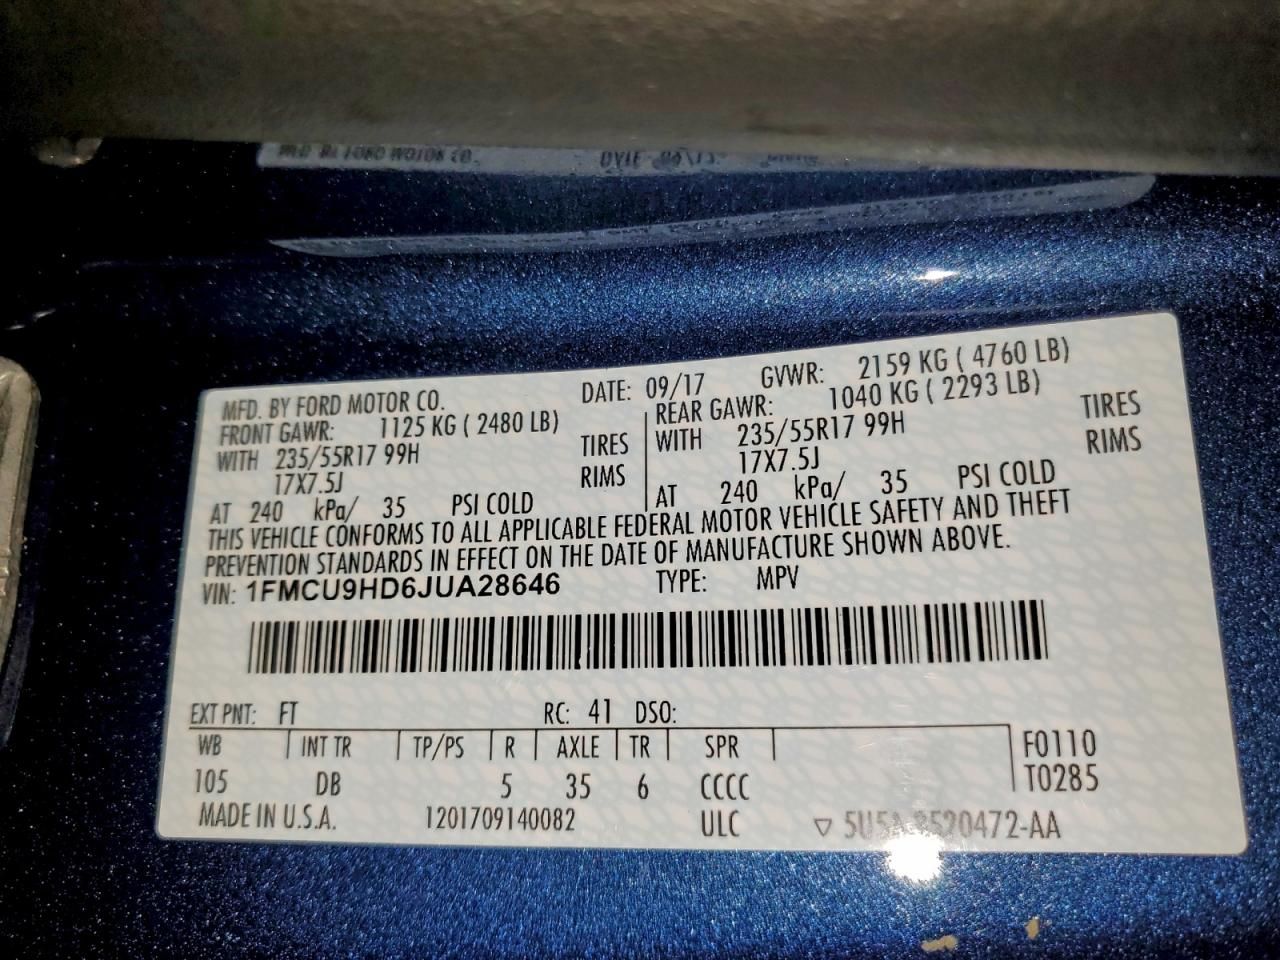 MFD. BY FORD MOTOR CO. DATE: 09/17 GVWR: 2159 KG ( 4760 LB)
FRONT GAWR: 1125 KG ( 2480 LB) REAR GAWR: 1040 KG ( 2293 LB)
WITH 235/55R17 99H TIRES WITH 235/55R17 99H TIRES
17X7.5J RIMS 17X7.5J RIMS
AT 240 kPa/ 35 PSI COLD AT 240 kPa/ 35 PSI COLD
THIS VEHICLE CONFORMS TO ALL APPLICABLE FEDERAL MOTOR VEHICLE SAFETY AND THEFT
PREVENTION STANDARDS IN EFFECT ON THE DATE OF MANUFACTURE SHOWN ABOVE.
VIN: 1FMCU9HD6JUA28646 TYPE: MPV
EXT PNT: FT RC: 41 DSO:
WB INT TR TP/PS R AXLE TR SPR F0110
105 DB 5 35 6 CCCC T0285
MADE IN U.S.A. 1201709140082 ULC